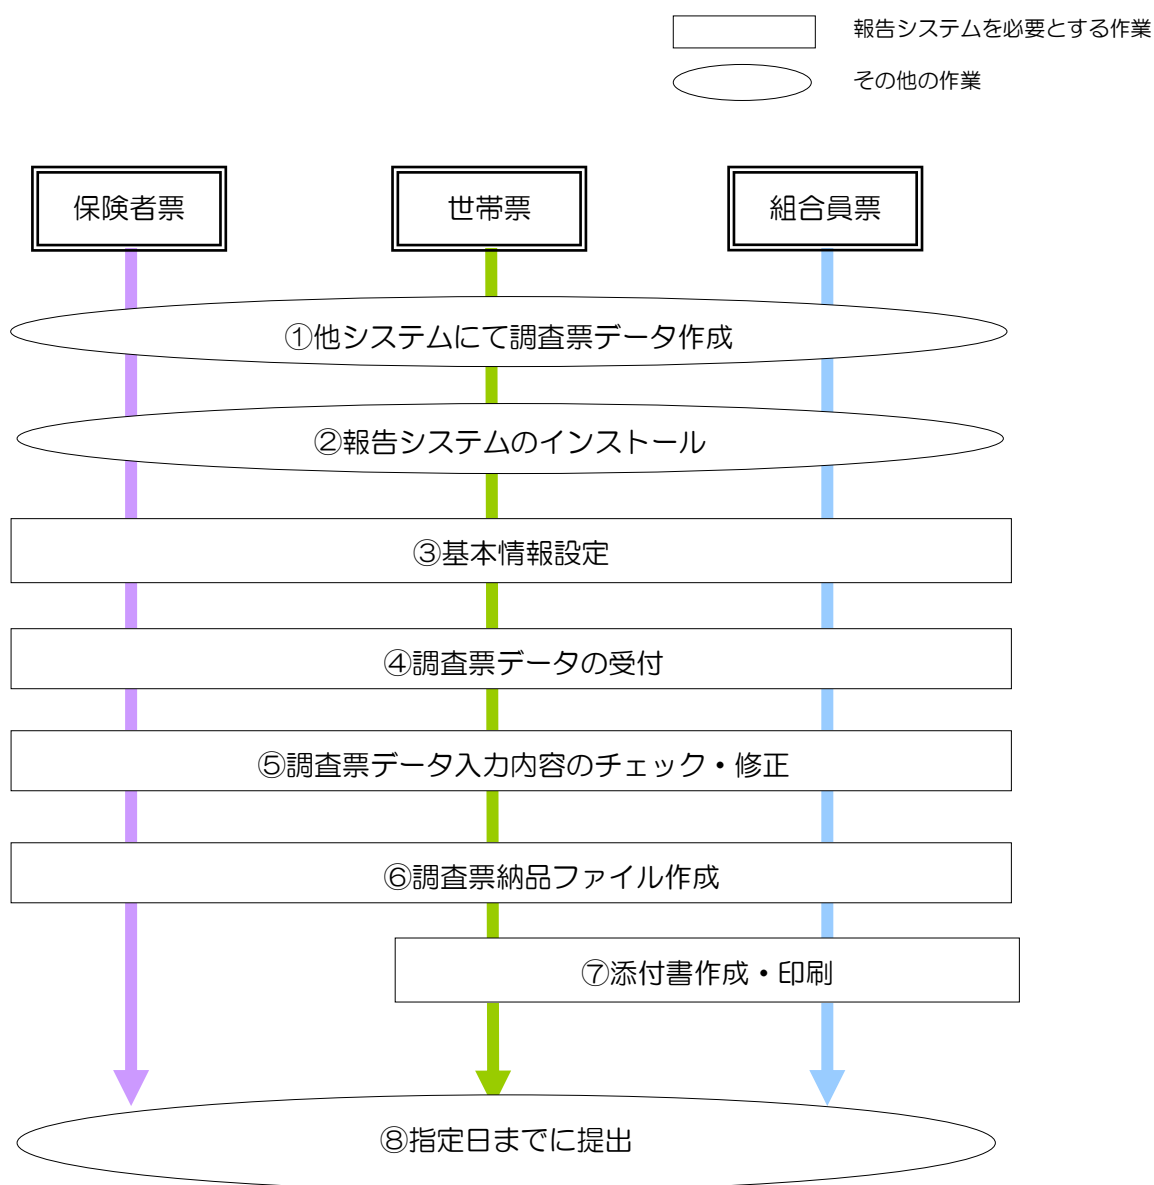 報告システムを必要とする作業
その他の作業
保険者票
世帯票
組合員票
①他システムにて調査票データ作成
②報告システムのインストール
③基本情報設定
④調査票データの受付
⑤調査票データ入力内容のチェック・修正
⑥調査票納品ファイル作成
⑦添付書作成・印刷
⑧指定日までに提出